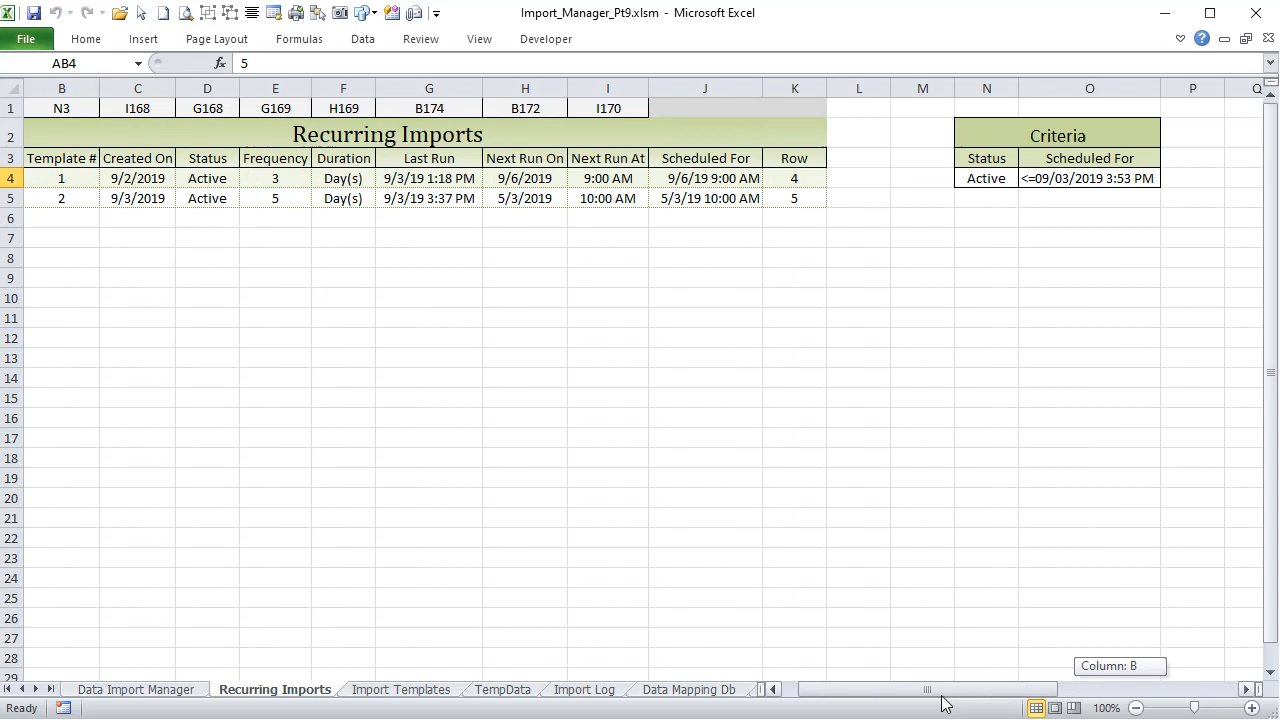 Import_Manager_Pt9.xlsm - Microsoft Excel
File Home Insert Page Layout Formulas Data Review View Developer
AB4 fx 5
B C D E F G H I J K L M N O P Q
1 N3 I168 G168 G169 H169 B174 B172 I170
2 Recurring Imports Criteria
3 Template # Created On Status Frequency Duration Last Run Next Run On Next Run At Scheduled For Row Status Scheduled For
4 1 9/2/2019 Active 3 Day(s) 9/3/19 1:18 PM 9/6/2019 9:00 AM 9/6/19 9:00 AM 4 Active <=09/03/2019 3:53 PM
5 2 9/3/2019 Active 5 Day(s) 9/3/19 3:37 PM 5/3/2019 10:00 AM 5/3/19 10:00 AM 5
6
7
8
9
10
11
12
13
14
15
16
17
18
19
20
21
22
23
24
25
26
27
28
29
Column: B
Data Import Manager Recurring Imports Import Templates TempData Import Log Data Mapping Db
Ready 100%